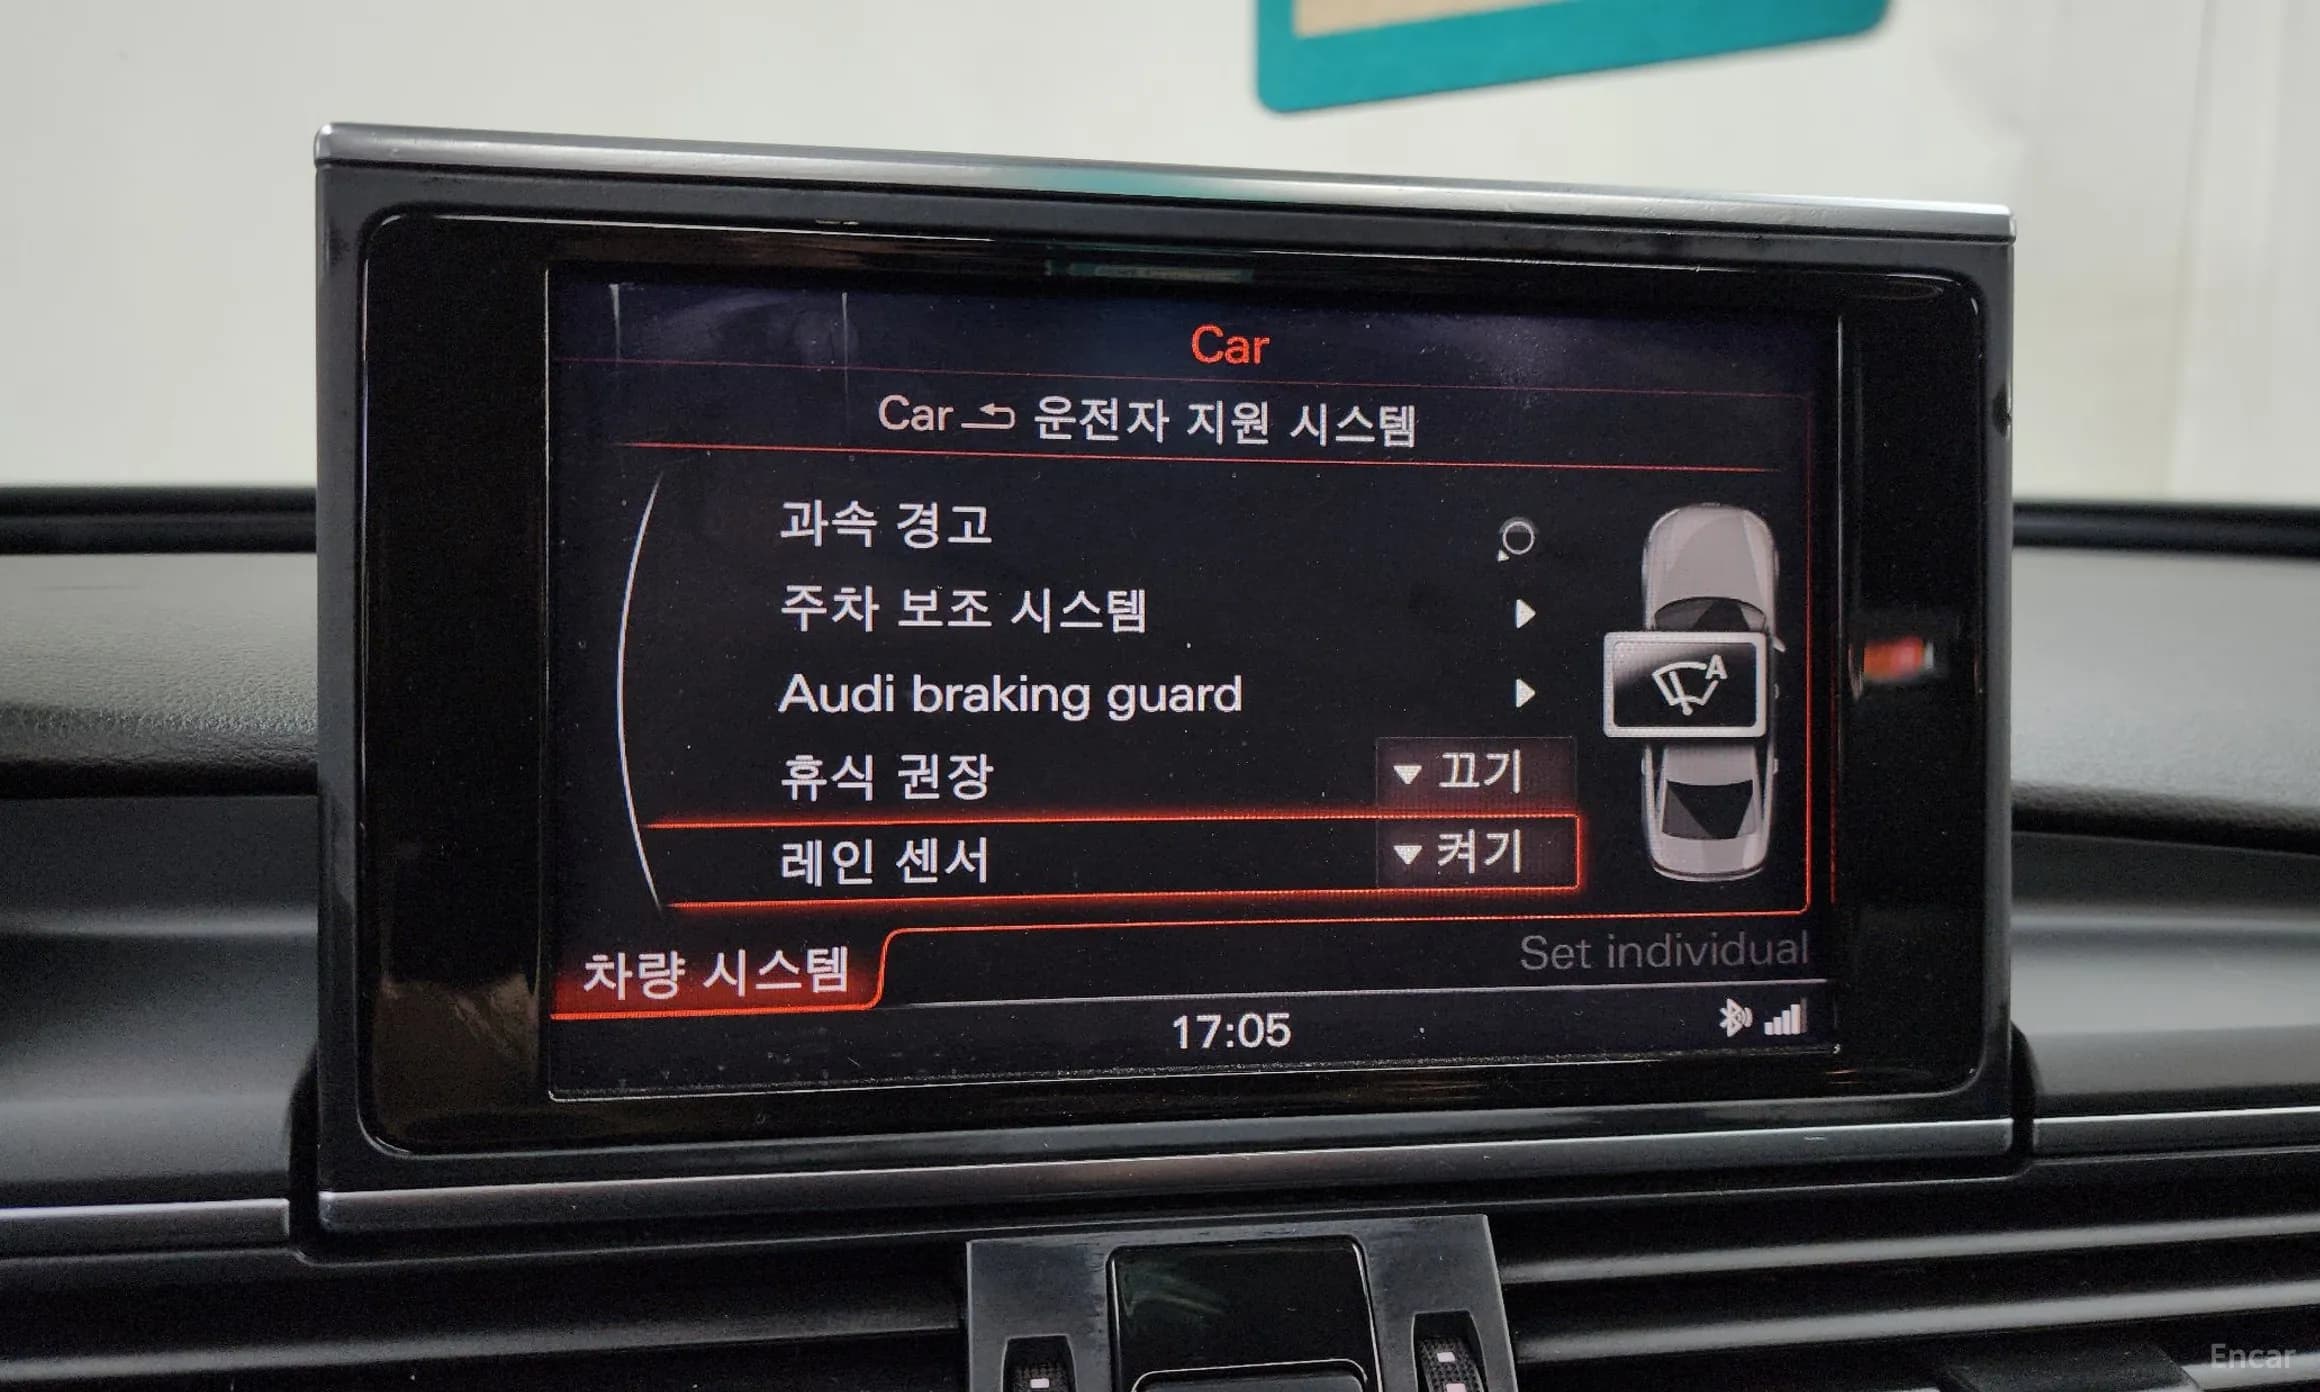 Car
Car 운전자 지원 시스템
과속 경고
주차 보조 시스템
Audi braking guard
휴식 권장 끄기
레인 센서 켜기
A
차량 시스템
Set individual
17:05
Encar